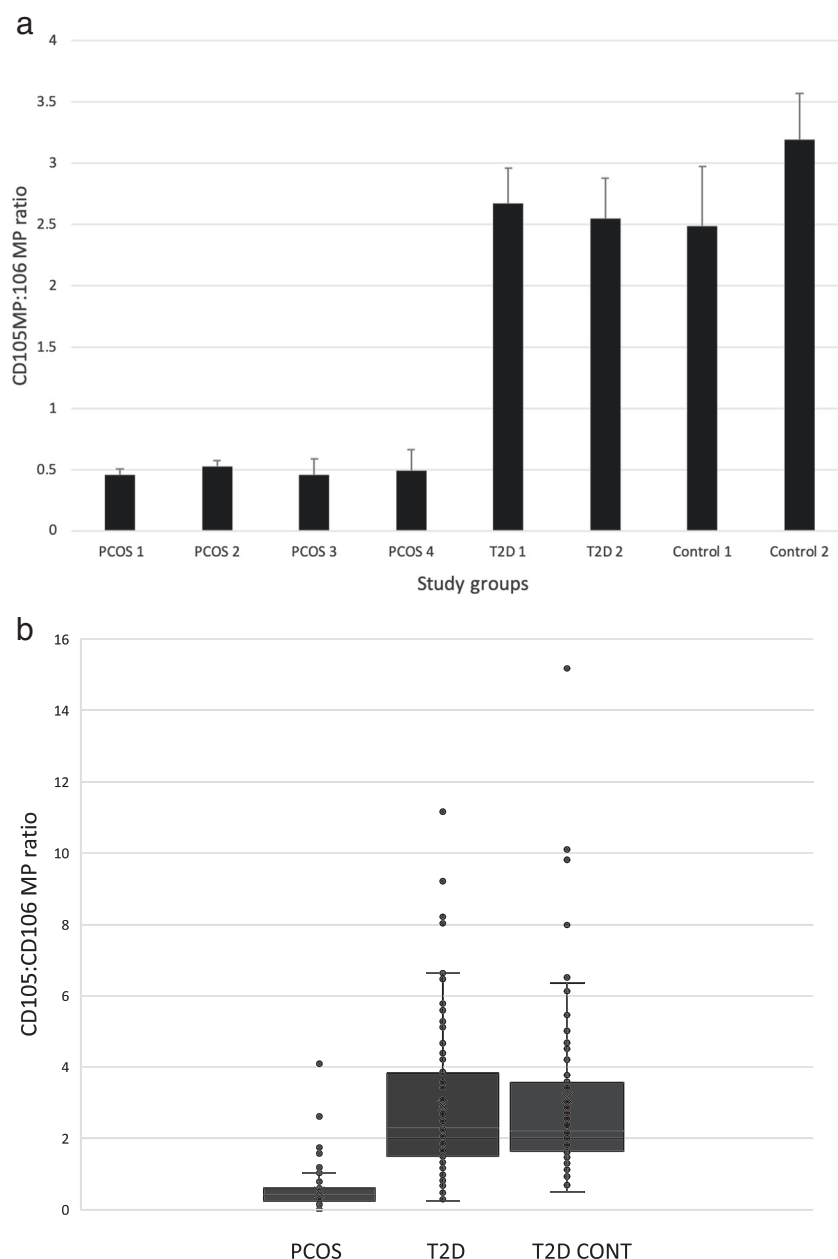 a
4
3.5
3
2.5
2
1.5
1
0.5
0
CD105MP:106 MP ratio
PCOS 1 PCOS 2 PCOS 3 PCOS 4 T2D 1 T2D 2 Control 1 Control 2
Study groups
b
16
14
12
10
8
6
4
2
0
CD105:CD106 MP ratio
PCOS T2D T2D CONT